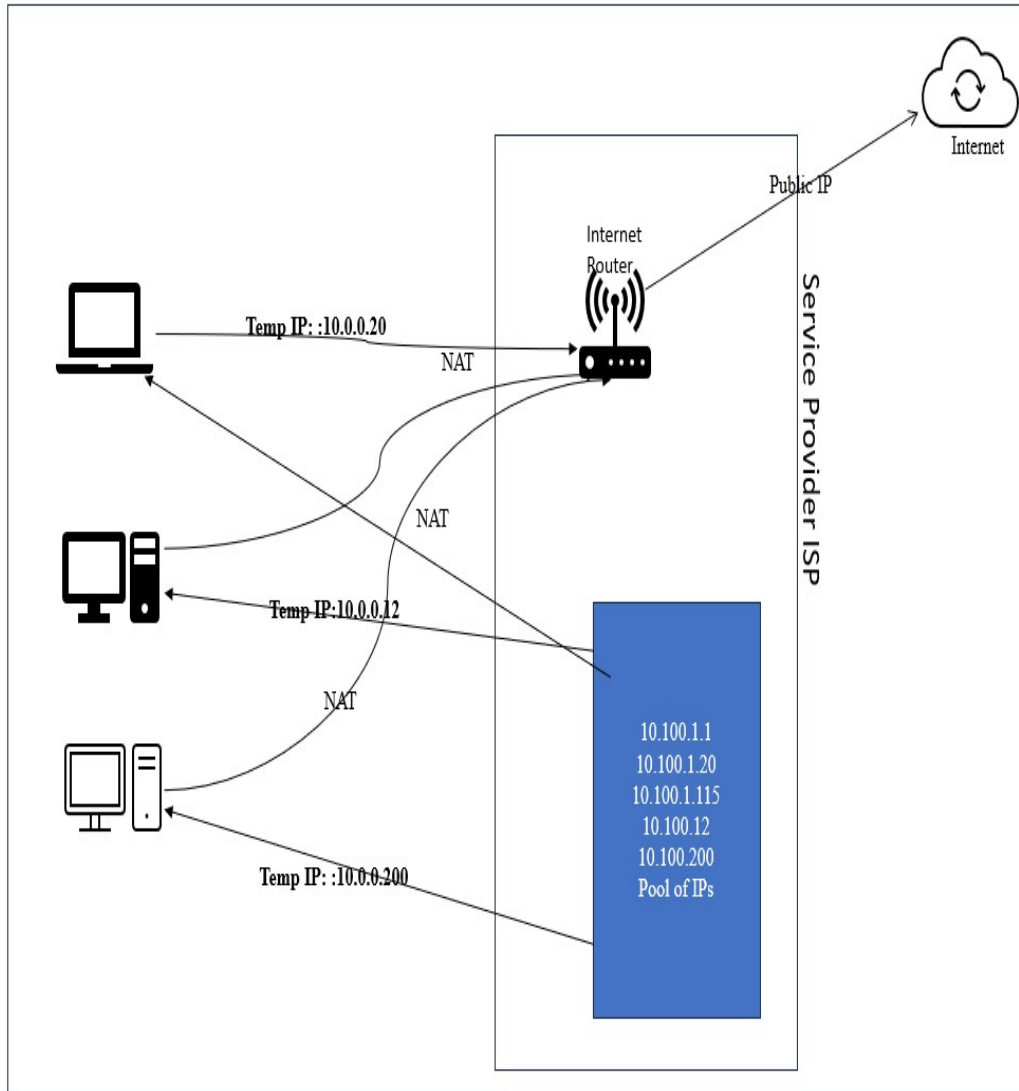 Internet
Public IP
Internet
Router
Service Provider ISP
Temp IP: :10.0.0.20
NAT
NAT
Temp IP:10.0.0.12
NAT
Temp IP: :10.0.0.200
10.100.1.1
10.100.1.20
10.100.1.115
10.100.12
10.100.200
Pool of IPs